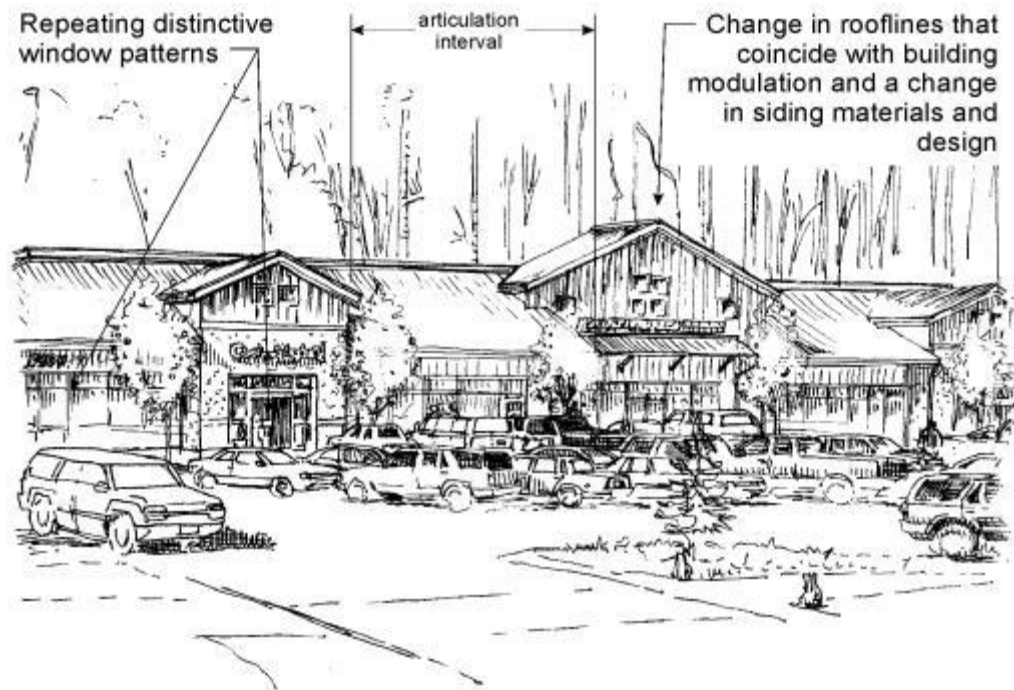 Repeating distinctive
window patterns
articulation
interval
Change in rooflines that
coincide with building
modulation and a change
in siding materials and
design